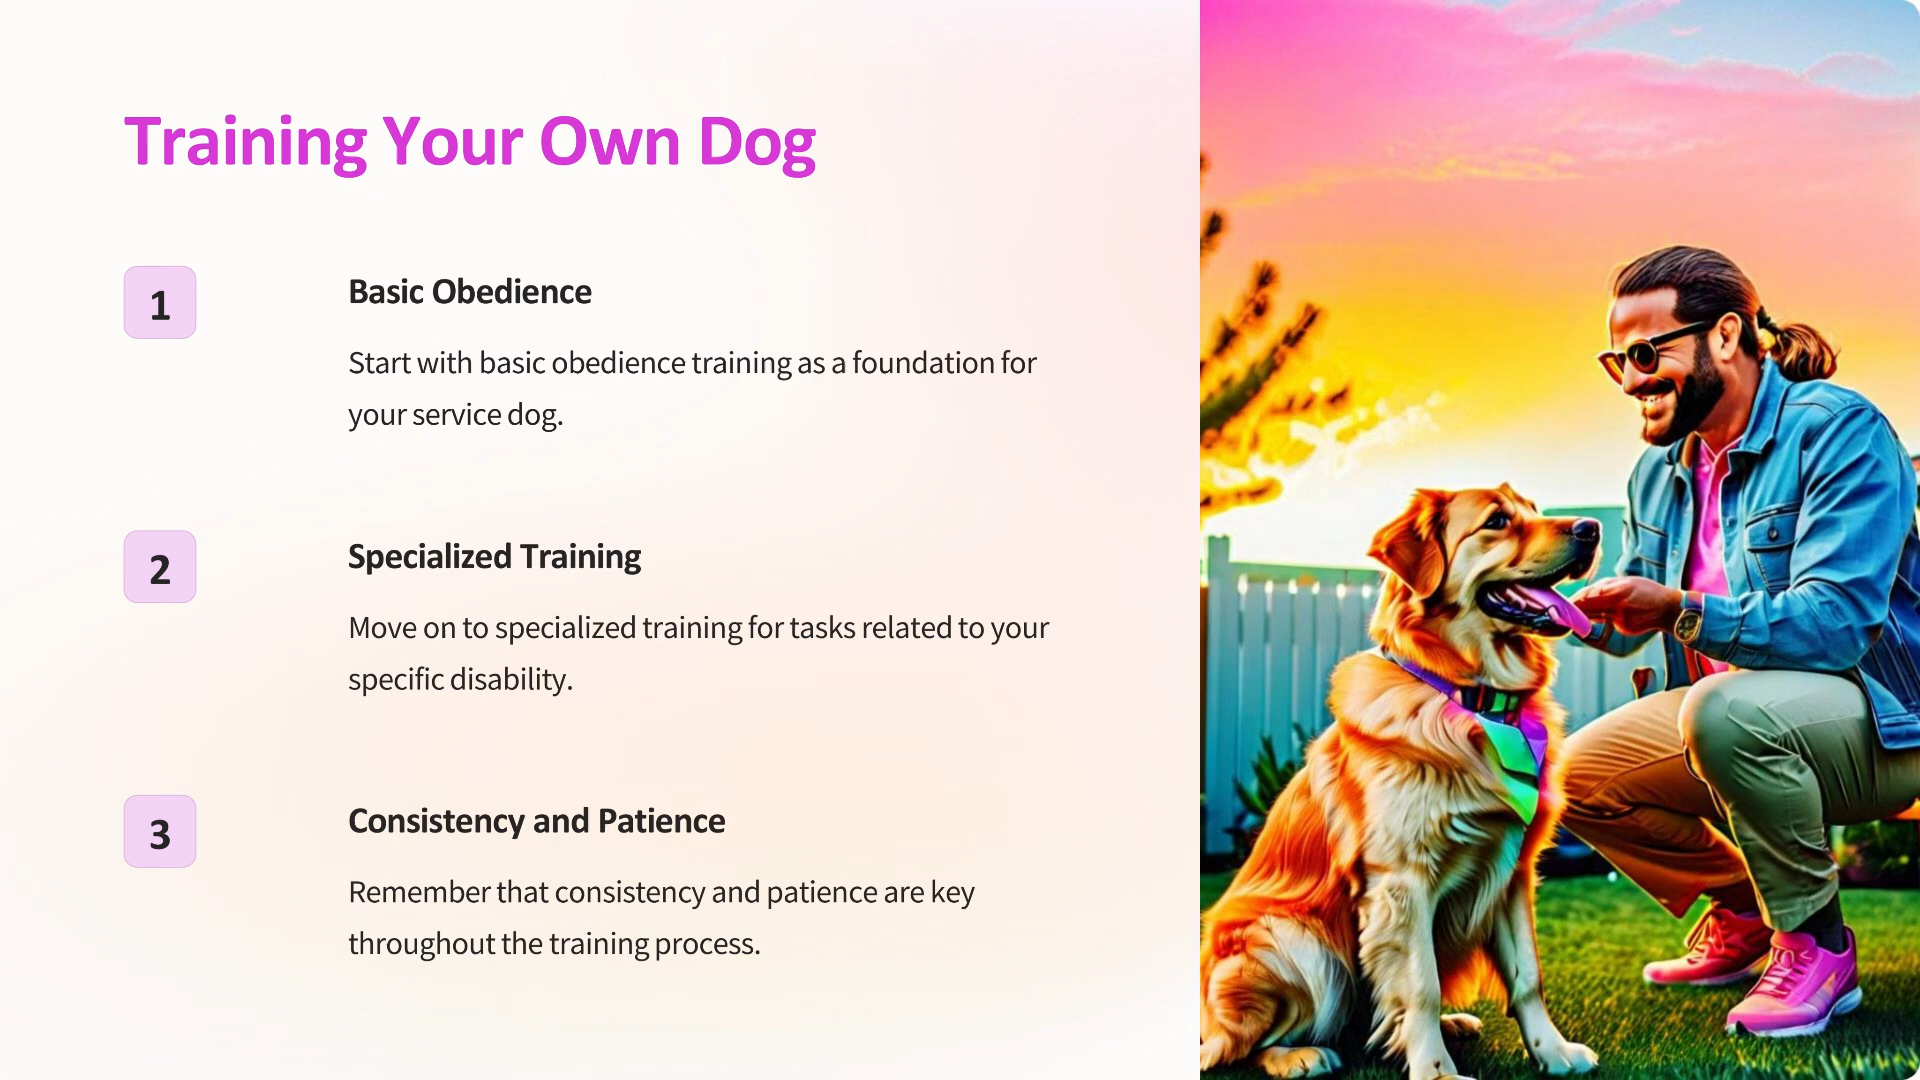 Training Your Own Dog
1
Basic Obedience
Start with basic obedience training as a foundation for
your service dog.
2
Specialized Training
Move on to specialized training for tasks related to your
specific disability.
3
Consistency and Patience
Remember that consistency and patience are key
throughout the training process.